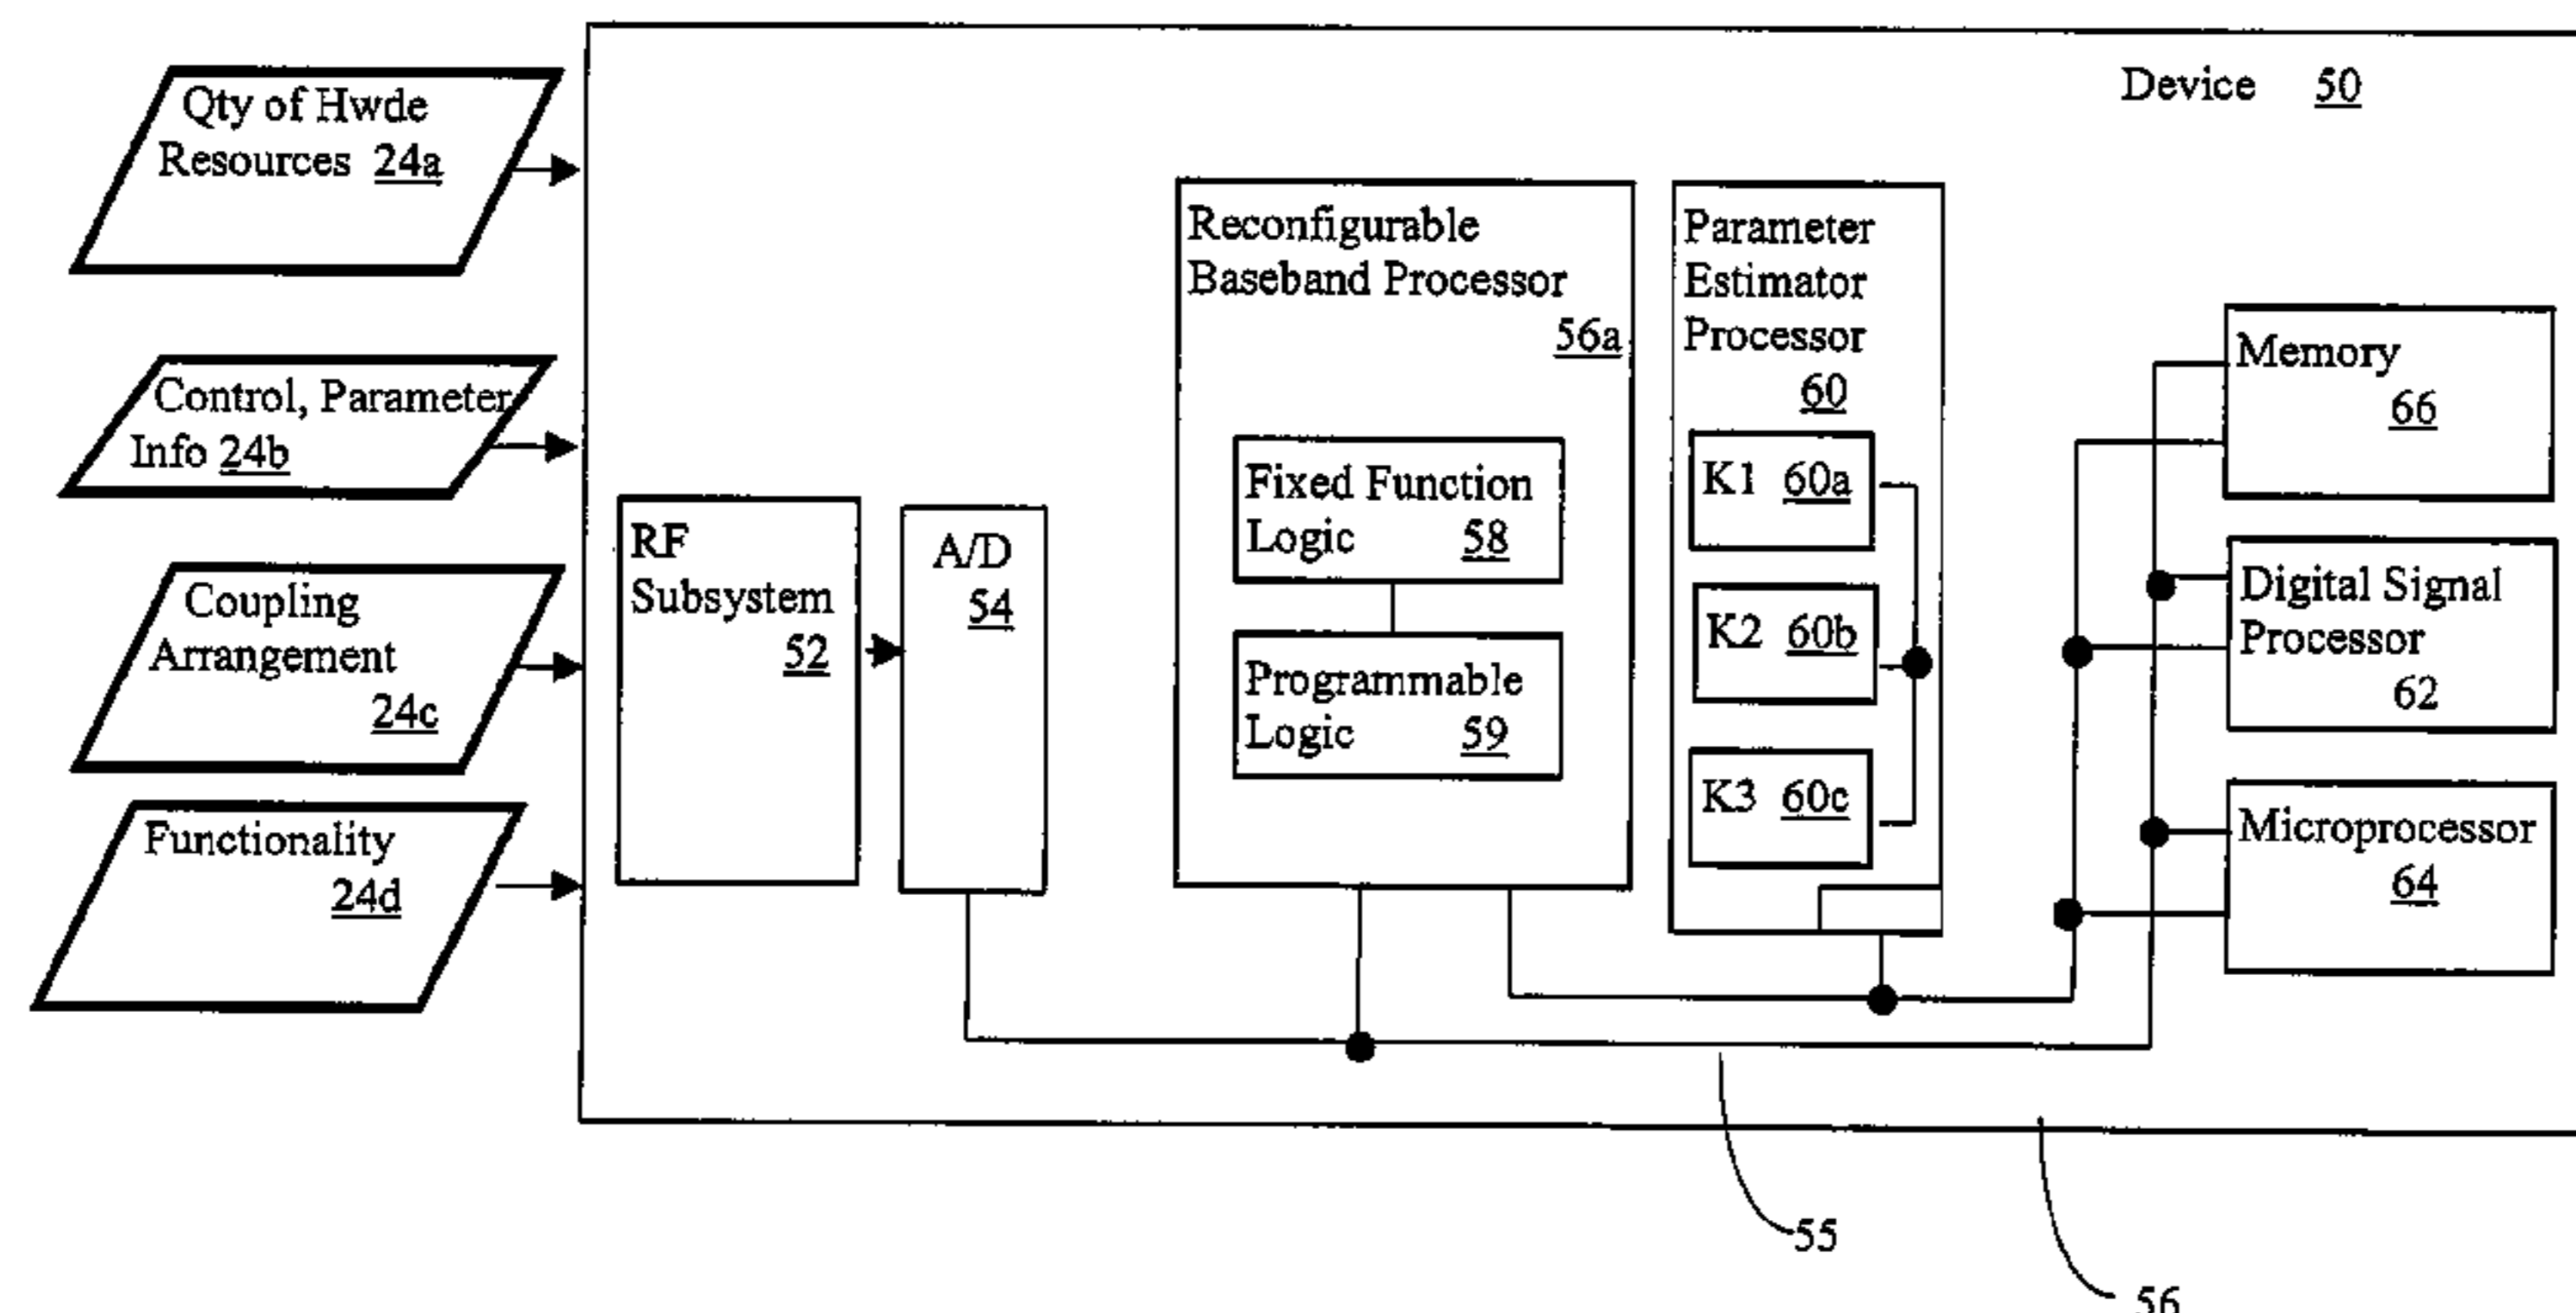 Device 50
Qty of Hwde
Resources 24a
Control, Parameter
Info 24b
Coupling
Arrangement
24c
Functionality
24d
RF
Subsystem
52
A/D
54
Reconfigurable
Baseband Processor
56a
Fixed Function
Logic 58
Programmable
Logic 59
Parameter
Estimator
Processor
60
K1 60a
K2 60b
K3 60c
Memory
66
Digital Signal
Processor
62
Microprocessor
64
55
56